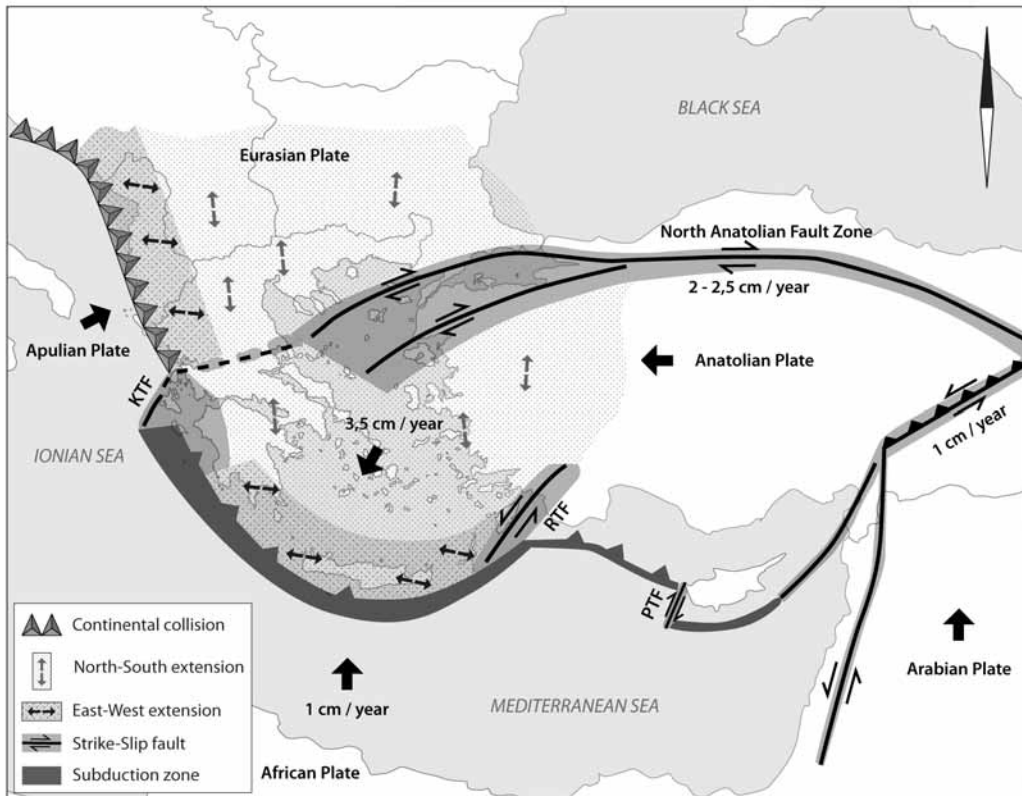 BLACK SEA
Eurasian Plate
North Anatolian Fault Zone
2 - 2,5 cm / year
Apulian Plate
Anatolian Plate
KTF
3,5 cm / year
1 cm / year
IONIAN SEA
RTF
PTF
Continental collision
North-South extension
East-West extension
Strike-Slip fault
Subduction zone
1 cm / year
MEDITERRANEAN SEA
Arabian Plate
African Plate